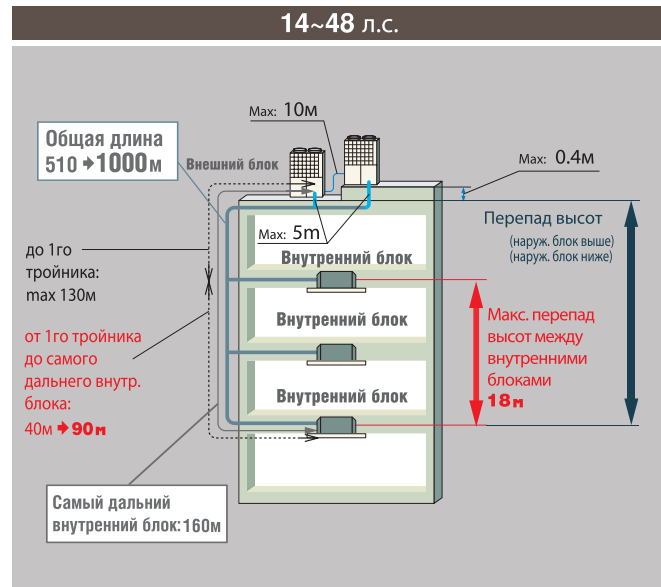 14~48 л.с.
Max: 10м
Общая длина
510 → 1000 м
Внешний блок
Max: 0.4м
Max: 5m
Перепад высот
(наруж. блок выше)
(наруж. блок ниже)
до 1го
тройника:
max 130м
Внутренний блок
от 1го тройника
до самого
дальнего внутр.
блока:
40м → 90м
Внутренний блок
Макс. перепад
высот между
внутренними
блоками
18м
Внутренний блок
Самый дальний
внутренний блок: 160м